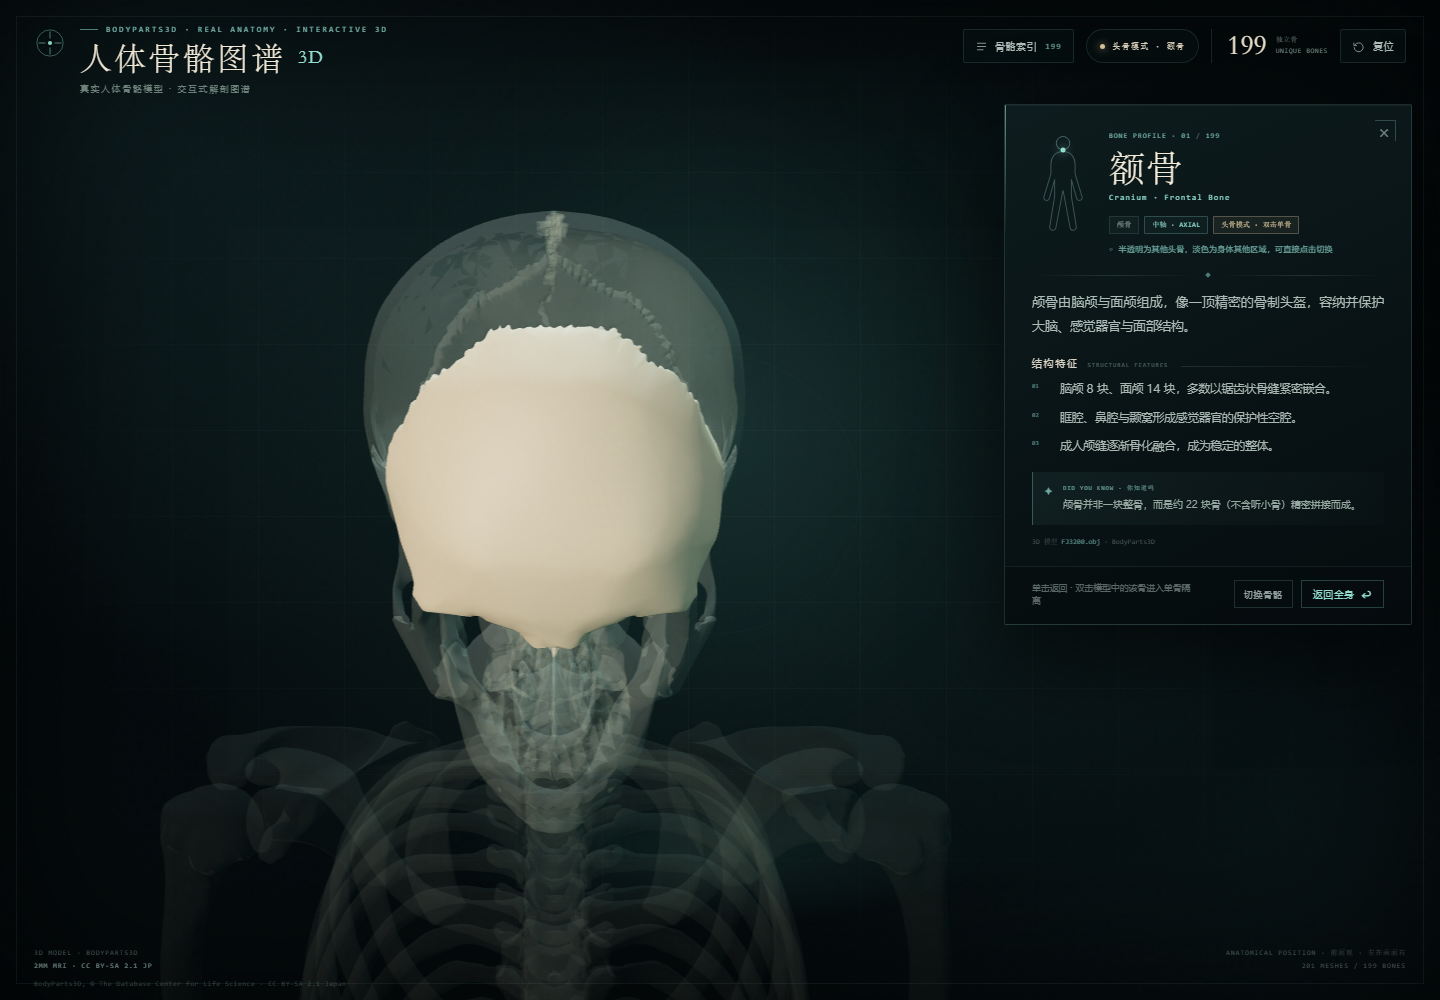 BODYPARTS3D · REAL ANATOMY · INTERACTIVE 3D
人体骨骼图谱 3D
真实人体骨骼模型 · 交互式解剖图谱
骨骼索引 199
头骨模式 · 额骨
199 独立骨
UNIQUE BONES
复位
BONE PROFILE · 01 / 199
额骨
Cranium · Frontal Bone
颅骨
中轴 · AXIAL
头骨模式 · 双击单骨
半透明为其他头骨，淡色为身体其他区域，可直接点击切换
颅骨由脑颅与面颅组成，像一顶精密的骨制头盔，容纳并保护
大脑、感觉器官与面部结构。
结构特征 STRUCTURAL FEATURES
01 脑颅 8 块、面颅 14 块，多数以锯齿状骨缝紧密嵌合。
02 眶腔、鼻腔与颞窝形成感觉器官的保护性空腔。
03 成人颅缝逐渐骨化融合，成为稳定的整体。
DID YOU KNOW · 你知道吗
颅骨并非一块整骨，而是约 22 块骨（不含听小骨）精密拼接而成。
3D 模型 FJ3200.obj · BodyParts3D
单击返回 · 双击模型中的该骨进入单骨隔
离
切换骨骼
返回全身
3D MODEL · BODYPARTS3D
2MM MRI · CC BY-SA 2.1 JP
BodyParts3D, © The Database Center for Life Science · CC BY-SA 2.1 Japan
ANATOMICAL POSITION ·
201 MESHES / 199 BONES